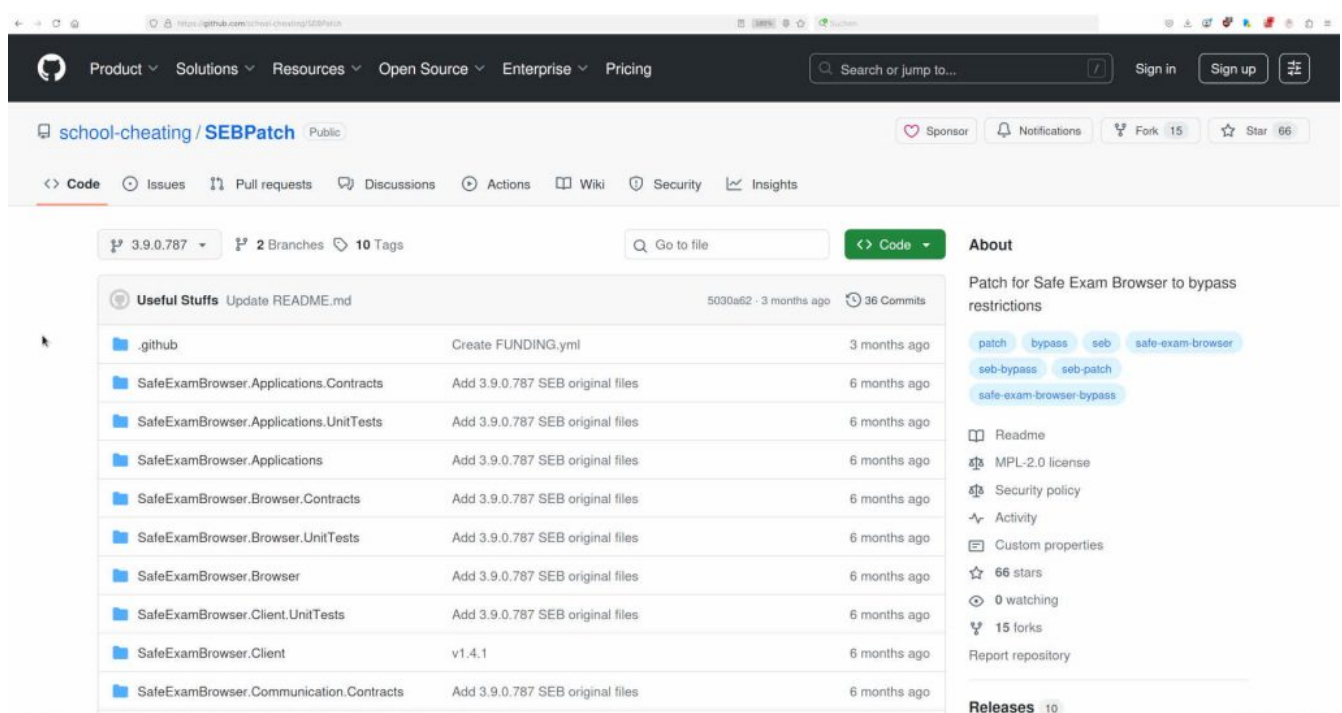 https://github.com/school-cheating/SEBPatch
Suchen
Product Solutions Resources Open Source Enterprise Pricing
Search or jump to...
/
Sign in
Sign up
school-cheating / SEBPatch Public
Sponsor
Notifications
Fork 15
Star 66
Code Issues Pull requests Discussions Actions Wiki Security Insights
3.9.0.787
2 Branches 10 Tags
Go to file
Code
Useful Stuffs Update README.md 5030a62 · 3 months ago 36 Commits
.github Create FUNDING.yml 3 months ago
SafeExamBrowser.Applications.Contracts Add 3.9.0.787 SEB original files 6 months ago
SafeExamBrowser.Applications.UnitTests Add 3.9.0.787 SEB original files 6 months ago
SafeExamBrowser.Applications Add 3.9.0.787 SEB original files 6 months ago
SafeExamBrowser.Browser.Contracts Add 3.9.0.787 SEB original files 6 months ago
SafeExamBrowser.Browser.UnitTests Add 3.9.0.787 SEB original files 6 months ago
SafeExamBrowser.Browser Add 3.9.0.787 SEB original files 6 months ago
SafeExamBrowser.Client.UnitTests Add 3.9.0.787 SEB original files 6 months ago
SafeExamBrowser.Client v1.4.1 6 months ago
SafeExamBrowser.Communication.Contracts Add 3.9.0.787 SEB original files 6 months ago
About
Patch for Safe Exam Browser to bypass
restrictions
patch bypass seb safe-exam-browser
seb-bypass seb-patch
safe-exam-browser-bypass
Readme
MPL-2.0 license
Security policy
Activity
Custom properties
66 stars
0 watching
15 forks
Report repository
Releases 10